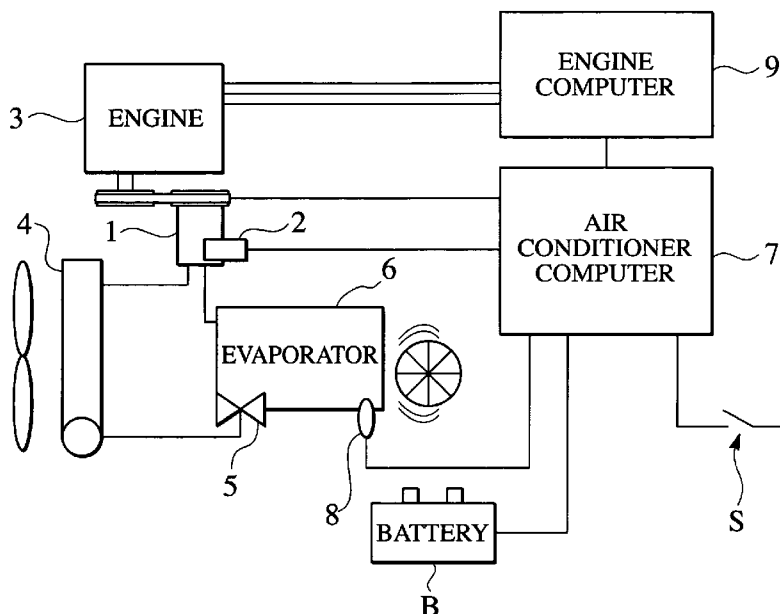 ENGINE
COMPUTER
9
3
ENGINE
1
2
4
AIR
CONDITIONER
COMPUTER
7
6
EVAPORATOR
5
8
S
BATTERY
B